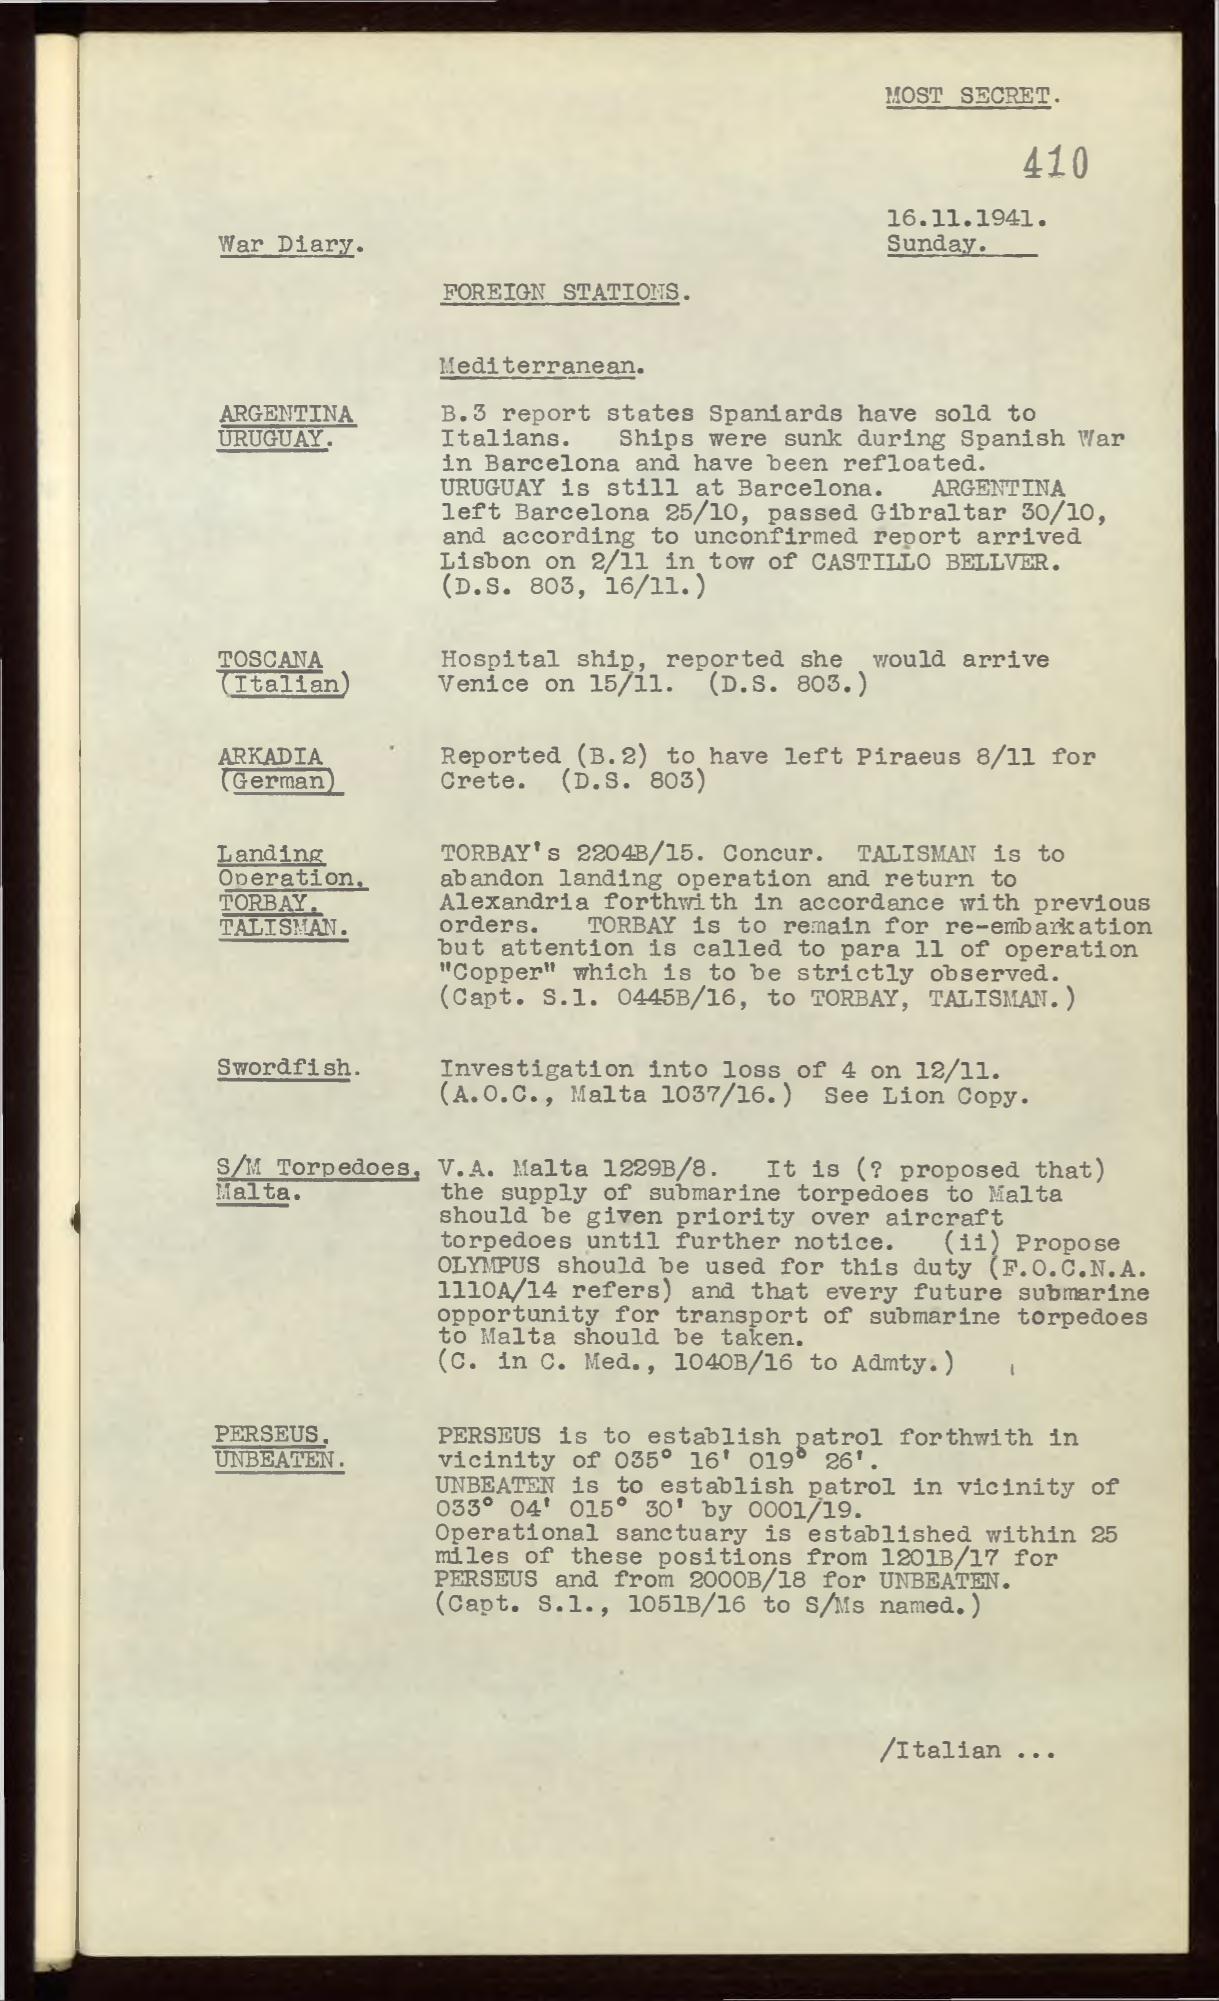 MOST SECRET.
410
16.11.1941.
War Diary.
Sunday.
FOREIGN STATIONS.
Mediterranean.
ARGENTINA
URUGUAY.
B.3 report states Spaniards have sold to
Italians. Ships were sunk during Spanish War
in Barcelona and have been refloated.
URUGUAY is still at Barcelona. ARGENTINA
left Barcelona 25/10, passed Gibraltar 30/10,
and according to unconfirmed report arrived
Lisbon on 2/11 in tow of CASTILLO BELLVER.
(D.S. 803, 16/11.)
TOSCANA
(Italian)
Hospital ship, reported she would arrive
Venice on 15/11. (D.S. 803.)
ARKADIA
(German)
Reported (B.2) to have left Piraeus 8/11 for
Crete. (D.S. 803)
Landing
Operation.
TORBAY.
TALISMAN.
TORBAY's 2204B/15. Concur. TALISMAN is to
abandon landing operation and return to
Alexandria forthwith in accordance with previous
orders. TORBAY is to remain for re-embarkation
but attention is called to para 11 of operation
"Copper" which is to be strictly observed.
(Capt. S.1. 0445B/16, to TORBAY, TALISMAN.)
Swordfish.
Investigation into loss of 4 on 12/11.
(A.O.C., Malta 1037/16.) See Lion Copy.
S/M Torpedoes,
Malta.
V.A. Malta 1229B/8. It is (? proposed that)
the supply of submarine torpedoes to Malta
should be given priority over aircraft
torpedoes until further notice. (ii) Propose
OLYMPUS should be used for this duty (F.O.C.N.A.
1110A/14 refers) and that every future submarine
opportunity for transport of submarine torpedoes
to Malta should be taken.
(C. in C. Med., 1040B/16 to Admty.)
PERSEUS.
UNBEATEN.
PERSEUS is to establish patrol forthwith in
vicinity of 035° 16' 019° 26'.
UNBEATEN is to establish patrol in vicinity of
033° 04' 015° 30' by 0001/19.
Operational sanctuary is established within 25
miles of these positions from 1201B/17 for
PERSEUS and from 2000B/18 for UNBEATEN.
(Capt. S.1., 1051B/16 to S/Ms named.)
/Italian ...